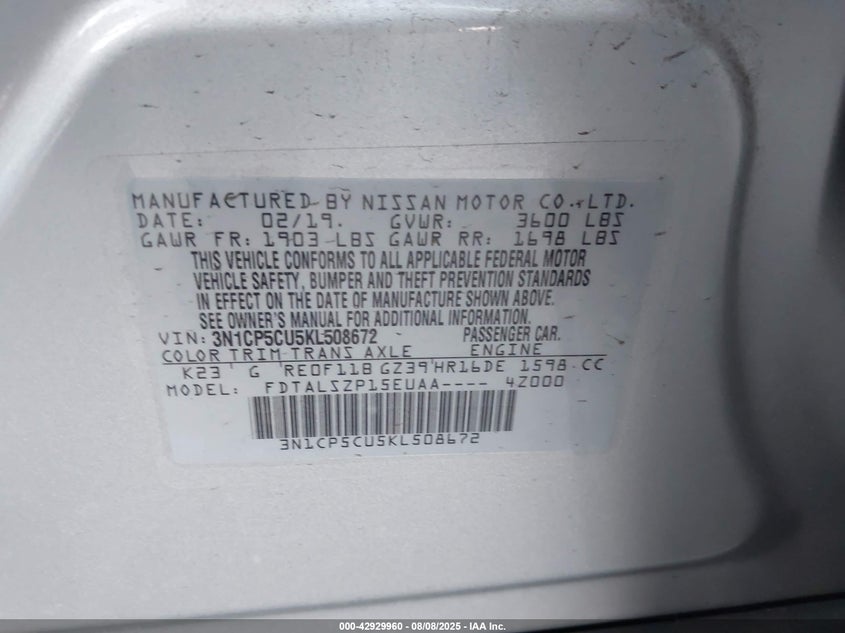 MANUFACTURED BY NISSAN MOTOR CO., LTD.
DATE: 02/19. GVWR: 3600 LBS
GAWR FR: 1903 LBS GAWR RR: 1698 LBS
THIS VEHICLE CONFORMS TO ALL APPLICABLE FEDERAL MOTOR
VEHICLE SAFETY, BUMPER AND THEFT PREVENTION STANDARDS
IN EFFECT ON THE DATE OF MANUFACTURE SHOWN ABOVE.
SEE OWNER'S MANUAL FOR ADDITIONAL INFORMATION.
VIN: 3N1CP5CU5KL508672 PASSENGER CAR.
COLOR TRIM TRANS AXLE ENGINE
K23 G RE0F11B GZ39 HR16DE 1598 CC
MODEL: FDTALSZP15EUAA---- 4Z000
3N1CP5CU5KL508672
000-42929960 - 08/08/2025 - IAA Inc.